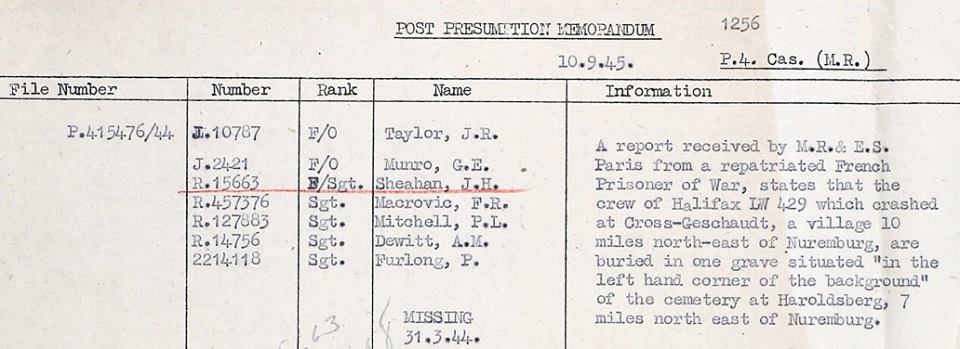 POST PRESUMPTION MEMORANDUM
1256
10.9.45.
P.4. Cas. (M.R.)
File Number Number Rank Name Information
P.415476/44 J.10787 F/O Taylor, J.R.
J.2421 F/O Munro, G.E.
R.15663 F/Sgt. Sheahan, J.H.
R.457376 Sgt. Macrovic, F.R.
R.127883 Sgt. Mitchell, P.L.
R.14756 Sgt. Dewitt, A.M.
2214118 Sgt. Furlong, P.
MISSING
31.3.44.
A report received by M.R.& E.S.
Paris from a repatriated French
Prisoner of War, states that the
crew of Halifax LW 429 which crashed
at Cross-Geschaudt, a village 10
miles north-east of Nuremburg, are
buried in one grave situated "in the
left hand corner of the background"
of the cemetery at Haroldsberg, 7
miles north east of Nuremburg.